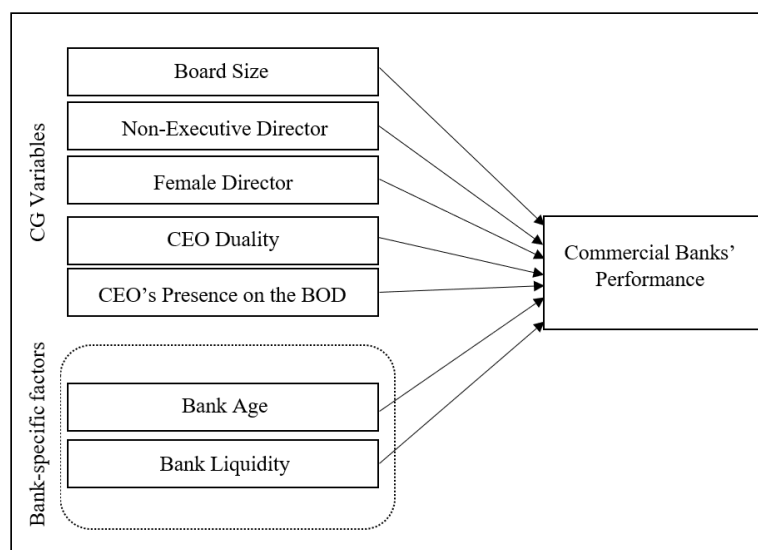 CG Variables
Board Size
Non-Executive Director
Female Director
CEO Duality
CEO’s Presence on the BOD
Bank-specific factors
Bank Age
Bank Liquidity
Commercial Banks’
Performance